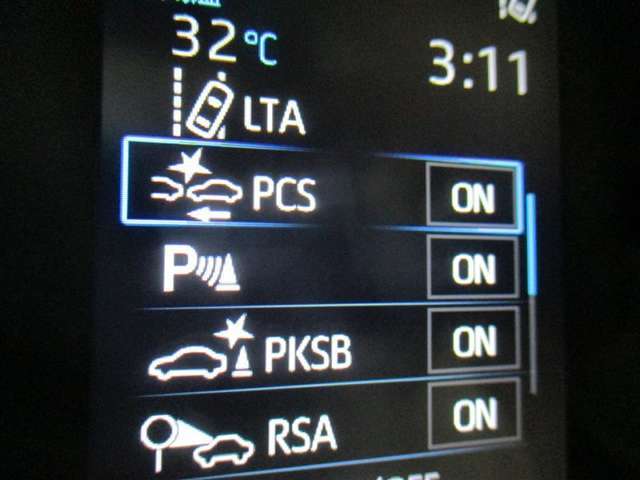 32°C
3:11
LTA
PCS ON
P ON
PKSB ON
RSA ON